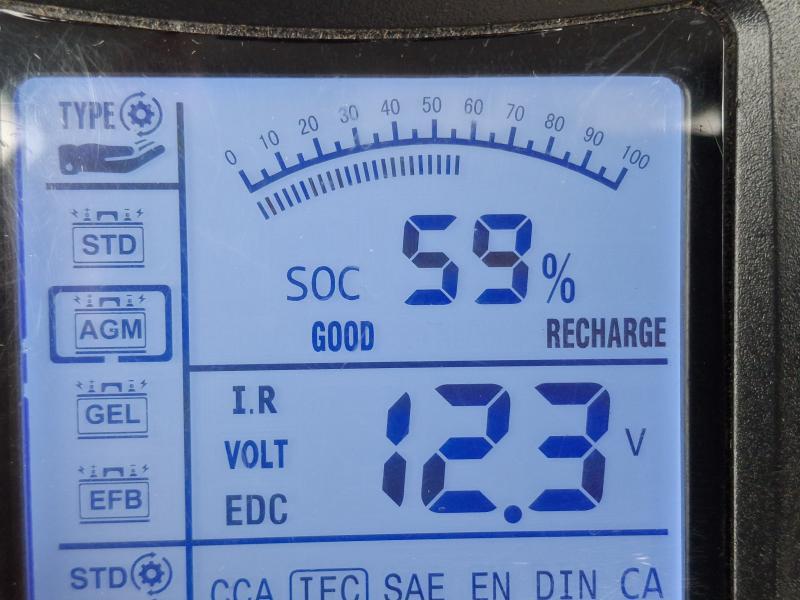 TYPE
0 10 20 30 40 50 60 70 80 90 100
STD
SOC 59%
AGM
GOOD RECHARGE
GEL
I.R
VOLT 12.3 V
EFB
EDC
STD
CCA IEC SAE EN DIN CA